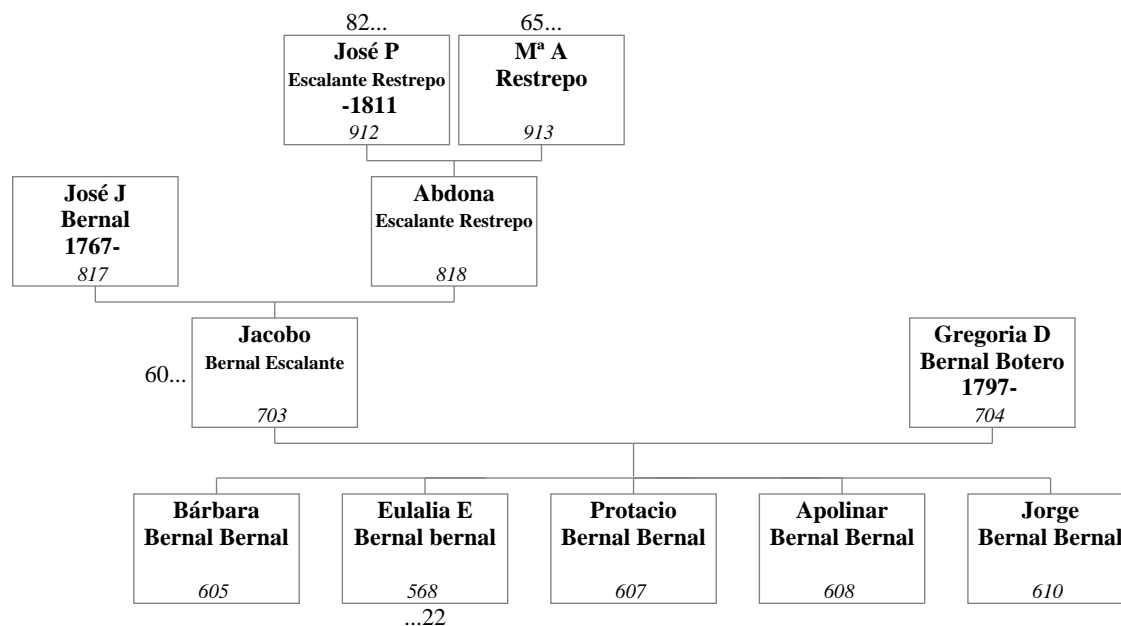 82...
65...
José P
Escalante Restrepo
-1811
912
Mª A
Restrepo
913
José J
Bernal
1767-
817
Abdona
Escalante Restrepo
818
60...
Jacobo
Bernal Escalante
703
Gregoria D
Bernal Botero
1797-
704
Bárbara
Bernal Bernal
605
Eulalia E
Bernal bernal
568
...22
Protacio
Bernal Bernal
607
Apolinar
Bernal Bernal
608
Jorge
Bernal Bernal
610